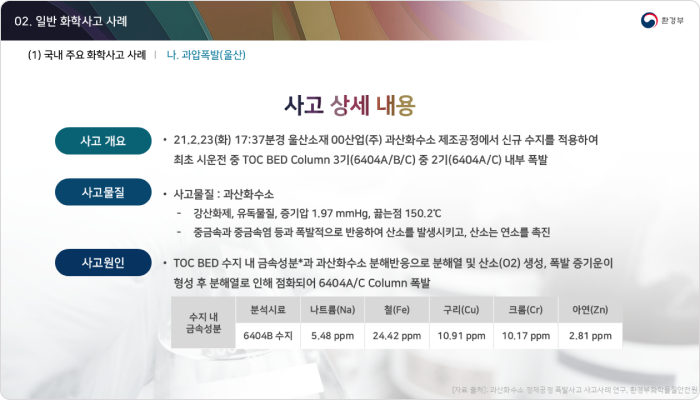 02. 일반 화학사고 사례
환경부
(1) 국내 주요 화학사고 사례 | 나. 과압폭발(울산)
사고 상세 내용
사고 개요
• 21.2.23(화) 17:37분경 울산소재 00산업(주) 과산화수소 제조공정에서 신규 수지를 적용하여
최초 시운전 중 TOC BED Column 3기(6404A/B/C) 중 2기(6404A/C) 내부 폭발
사고물질
• 사고물질 : 과산화수소
- 강산화제, 유독물질, 증기압 1.97 mmHg, 끓는점 150.2℃
- 중금속과 중금속염 등과 폭발적으로 반응하여 산소를 발생시키고, 산소는 연소를 촉진
사고원인
• TOC BED 수지 내 금속성분*과 과산화수소 분해반응으로 분해열 및 산소(O2) 생성, 폭발 증기운이
형성 후 분해열로 인해 점화되어 6404A/C Column 폭발
수지 내
금속성분
분석시료 나트륨(Na) 철(Fe) 구리(Cu) 크롬(Cr) 아연(Zn)
6404B 수지 5.48 ppm 24.42 ppm 10.91 ppm 10.17 ppm 2.81 ppm
[자료 출처]: 과산화수소 정제공정 폭발사고 사고사례 연구, 환경부화학물질안전원